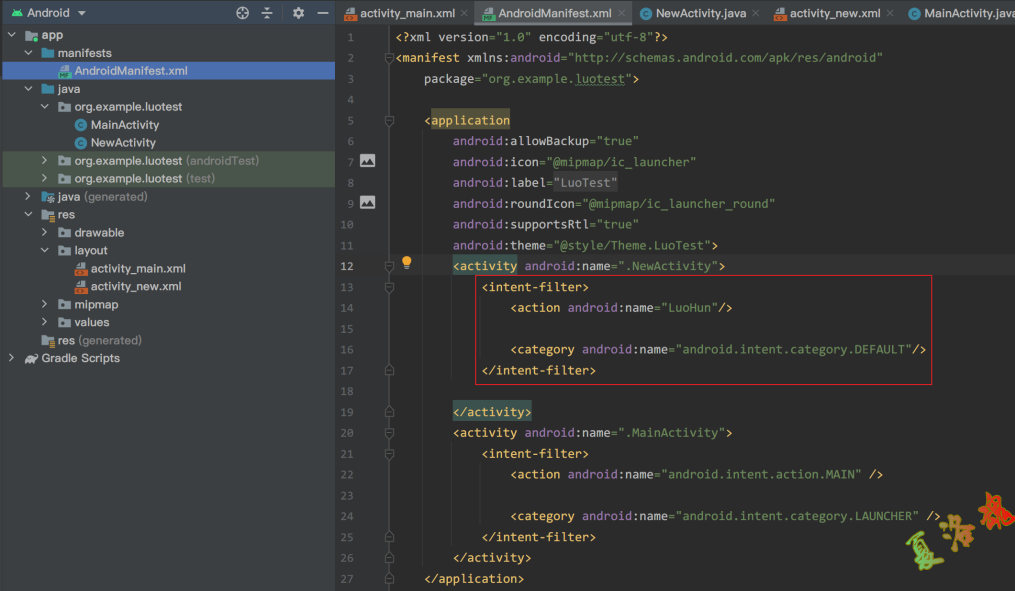 Android
app
manifests
AndroidManifest.xml
java
org.example.luotest
MainActivity
NewActivity
org.example.luotest (androidTest)
org.example.luotest (test)
java (generated)
res
drawable
layout
activity_main.xml
activity_new.xml
mipmap
values
res (generated)
Gradle Scripts
activity_main.xml AndroidManifest.xml NewActivity.java activity_new.xml MainActivity.java
1 <?xml version="1.0" encoding="utf-8"?>
2 <manifest xmlns:android="http://schemas.android.com/apk/res/android"
3 package="org.example.luotest">
4
5 <application
6 android:allowBackup="true"
7 android:icon="@mipmap/ic_launcher"
8 android:label="LuoTest"
9 android:roundIcon="@mipmap/ic_launcher_round"
10 android:supportsRtl="true"
11 android:theme="@style/Theme.LuoTest">
12 <activity android:name=".NewActivity">
13 <intent-filter>
14 <action android:name="LuoHun"/>
15
16 <category android:name="android.intent.category.DEFAULT"/>
17 </intent-filter>
18
19 </activity>
20 <activity android:name=".MainActivity">
21 <intent-filter>
22 <action android:name="android.intent.action.MAIN" />
23
24 <category android:name="android.intent.category.LAUNCHER" />
25 </intent-filter>
26 </activity>
27 </application>